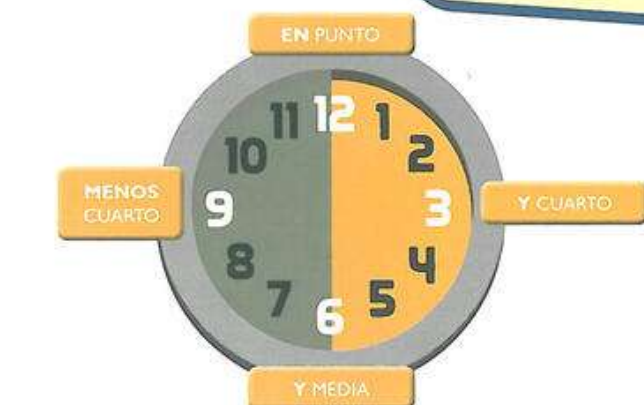 EN PUNTO
11 12 1
10 2
MENOS
CUARTO
9 3
Y CUARTO
8 4
7 6 5
Y MEDIA